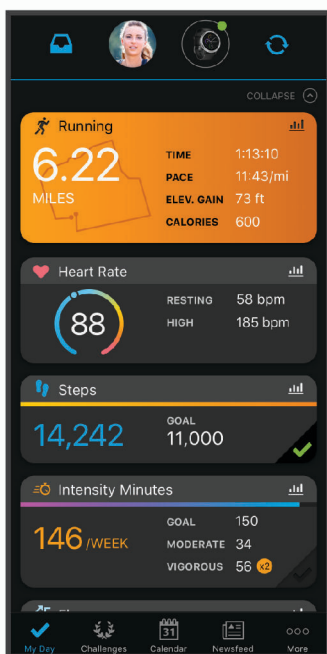 COLLAPSE
Running
6.22
MILES
TIME 1:13:10
PACE 11:43/mi
ELEV. GAIN 73 ft
CALORIES 600
Heart Rate
88
RESTING 58 bpm
HIGH 185 bpm
Steps
14,242
GOAL
11,000
Intensity Minutes
146 /WEEK
GOAL 150
MODERATE 34
VIGOROUS 56 x2
31
My Day Challenges Calendar Newsfeed More